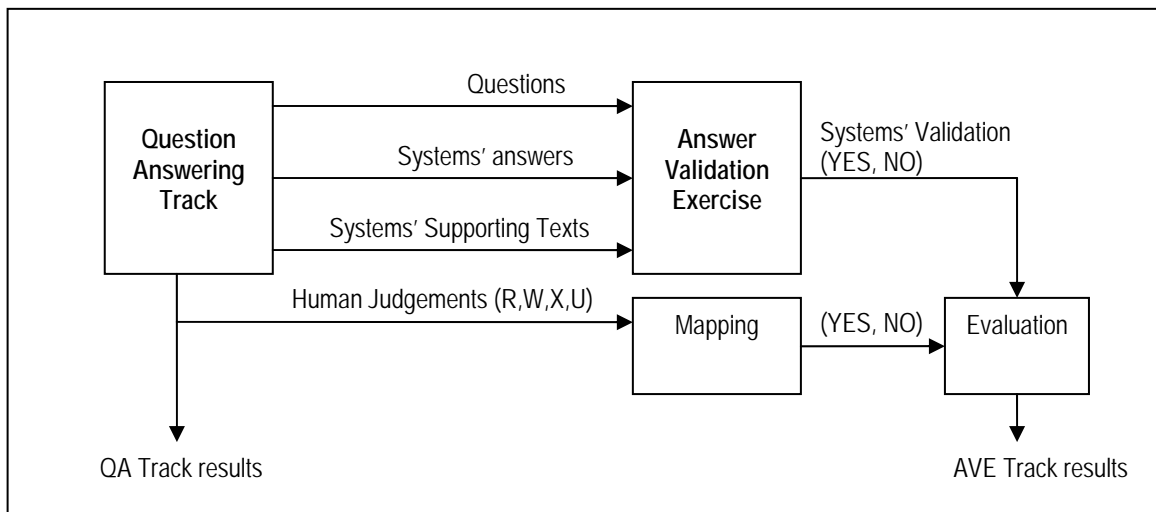 Questions
Question
Answering
Track
Systems’ answers
Systems’ Supporting Texts
Answer
Validation
Exercise
Systems’ Validation
(YES, NO)
Human Judgements (R,W,X,U)
Mapping
(YES, NO)
Evaluation
QA Track results
AVE Track results